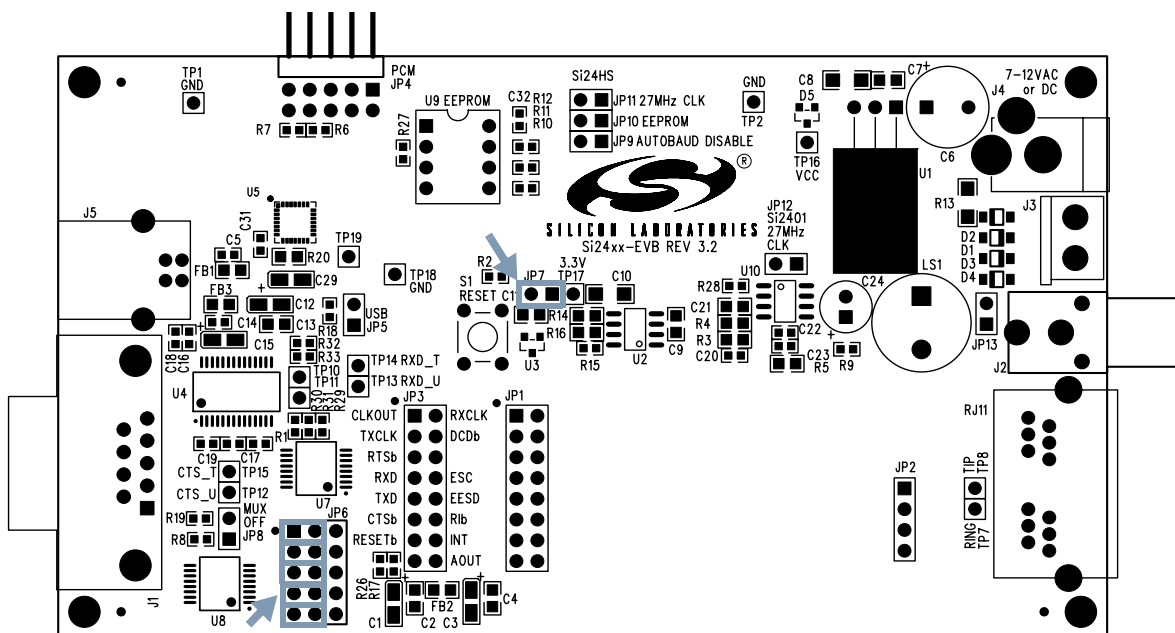 TP1
GND
PCM
JP4
R7
R6
R27
U9 EEPROM
C32
R12
R11
R10
Si24HS
JP11 27MHz CLK
JP10 EEPROM
JP9 AUTOBAUD DISABLE
GND
TP2
C8
D5
TP16
VCC
C7
+
C6
7-12VAC
or DC
J4
U1
®
SILICON LABORATORIES
Si24xx-EVB REV 3.2
JP12
Si2401
27MHz
CLK
R13
J3
D2
D1
D3
D4
J5
U5
C31
C5
FB1
R20
C29
TP19
TP18
GND
R2
S1
RESET
JP7
3.3V
TP17
C10
U10
C24
LS1
FB3
+
C12
C14
C13
C15
+
R18
USB
JP5
R32
R33
C18
C16
R14
R16
R15
U3
U2
C9
R28
C21
R4
R3
C20
C22
C23
R5
R9
+
JP13
J2
U4
TP10
TP11
TP14 RXD_T
TP13 RXD_U
R30
R31
R29
R1
JP3
JP1
CLKOUT
RXCLK
TXCLK
DCDb
RTSb
RXD
ESC
TXD
EESD
CTSb
RIb
RESETb
INT
AOUT
C19
C17
CTS_T
TP15
CTS_U
TP12
U7
MUX
OFF
JP8
R19
R8
JP6
J1
U8
R26
R17
C1
+
C2
FB2
C3
+
C4
JP2
RJ11
TIP
TP8
RING
TP7